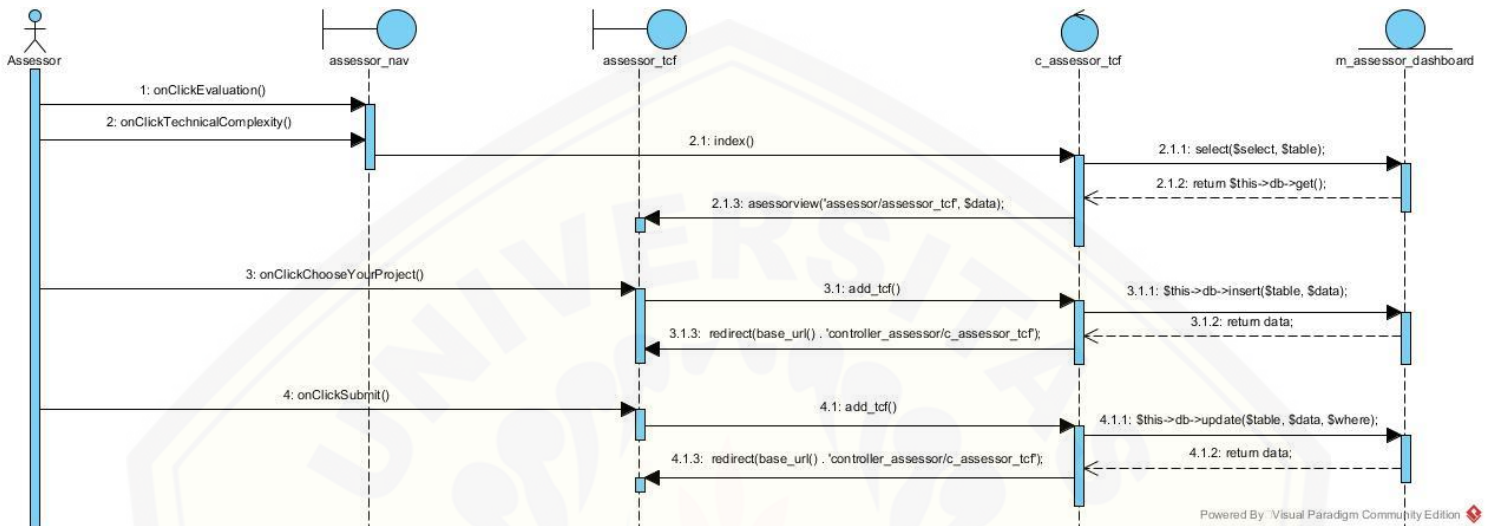 Assessor
assessor_nav
assessor_tcf
c_assessor_tcf
m_assessor_dashboard
1: onClickEvaluation()
2: onClickTechnicalComplexity()
2.1: index()
2.1.1: select($select, $table);
2.1.2: return $this->db->get();
2.1.3: asessorview('assessor/assessor_tcf', $data);
3: onClickChooseYourProject()
3.1: add_tcf()
3.1.1: $this->db->insert($table, $data);
3.1.2: return data;
3.1.3: redirect(base_url() . 'controller_assessor/c_assessor_tcf');
4: onClickSubmit()
4.1: add_tcf()
4.1.1: $this->db->update($table, $data, $where);
4.1.2: return data;
4.1.3: redirect(base_url() . 'controller_assessor/c_assessor_tcf');
UNIVERSITAS
Powered By Visual Paradigm Community Edition